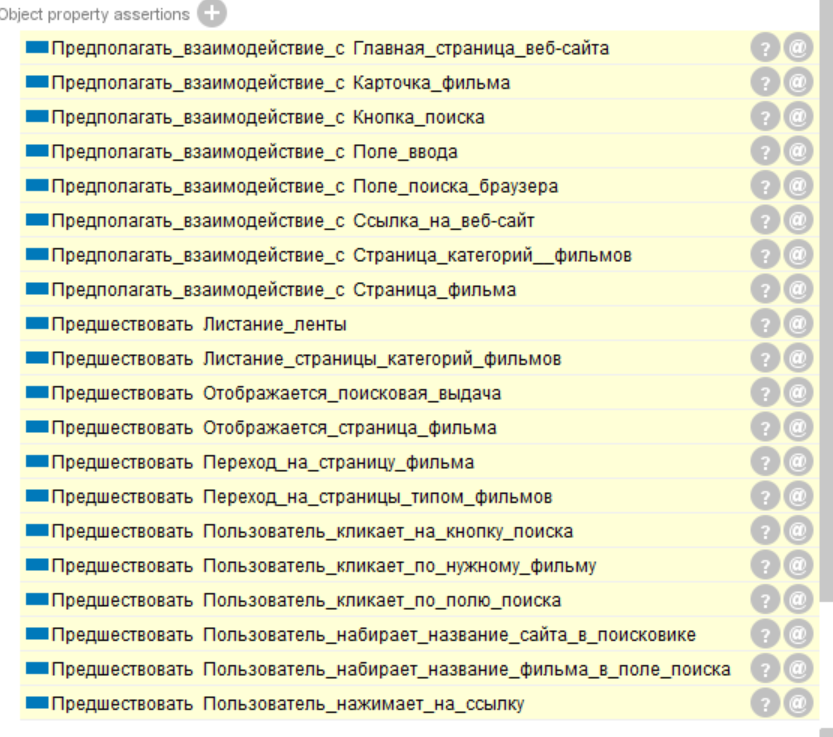 Object property assertions
Предполагать_взаимодействие_с Главная_страница_веб-сайта
Предполагать_взаимодействие_с Карточка_фильма
Предполагать_взаимодействие_с Кнопка_поиска
Предполагать_взаимодействие_с Поле_ввода
Предполагать_взаимодействие_с Поле_поиска_браузера
Предполагать_взаимодействие_с Ссылка_на_веб-сайт
Предполагать_взаимодействие_с Страница_категорий__фильмов
Предполагать_взаимодействие_с Страница_фильма
Предшествовать Листание_ленты
Предшествовать Листание_страницы_категорий_фильмов
Предшествовать Отображается_поисковая_выдача
Предшествовать Отображается_страница_фильма
Предшествовать Переход_на_страницу_фильма
Предшествовать Переход_на_страницы_типом_фильмов
Предшествовать Пользователь_кликает_на_кнопку_поиска
Предшествовать Пользователь_кликает_по_нужному_фильму
Предшествовать Пользователь_кликает_по_полю_поиска
Предшествовать Пользователь_набирает_название_сайта_в_поисковике
Предшествовать Пользователь_набирает_название_фильма_в_поле_поиска
Предшествовать Пользователь_нажимает_на_ссылку